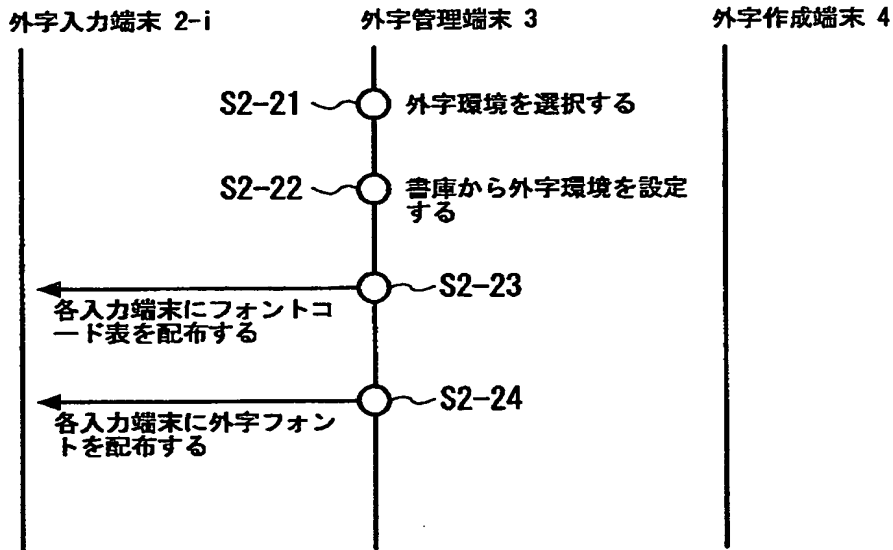 外字入力端末 2-i
外字管理端末 3
外字作成端末 4
S2-21
外字環境を選択する
S2-22
書庫から外字環境を設定
する
S2-23
各入力端末にフォントコ
ード表を配布する
S2-24
各入力端末に外字フォン
トを配布する